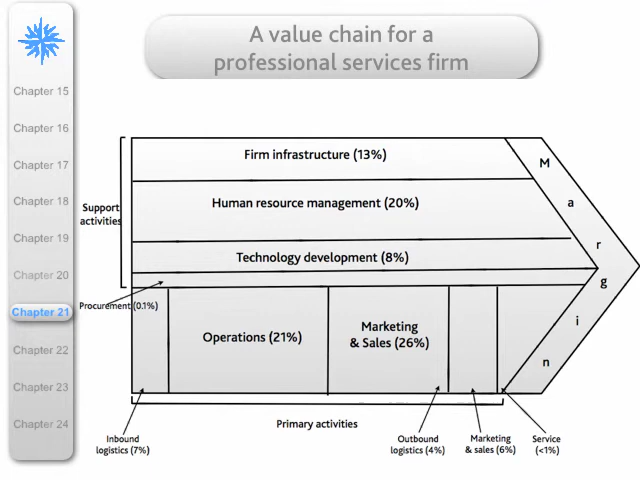 A value chain for a
professional services firm
Chapter 15
Chapter 16
Chapter 17
Chapter 18
Chapter 19
Chapter 20
Chapter 21
Chapter 22
Chapter 23
Chapter 24
Support
activities
Firm infrastructure (13%)
Human resource management (20%)
Technology development (8%)
Procurement (0.1%)
Operations (21%)
Marketing
& Sales (26%)
M
a
r
g
i
n
Primary activities
Inbound
logistics (7%)
Outbound
logistics (4%)
Marketing
& sales (6%)
Service
(<1%)